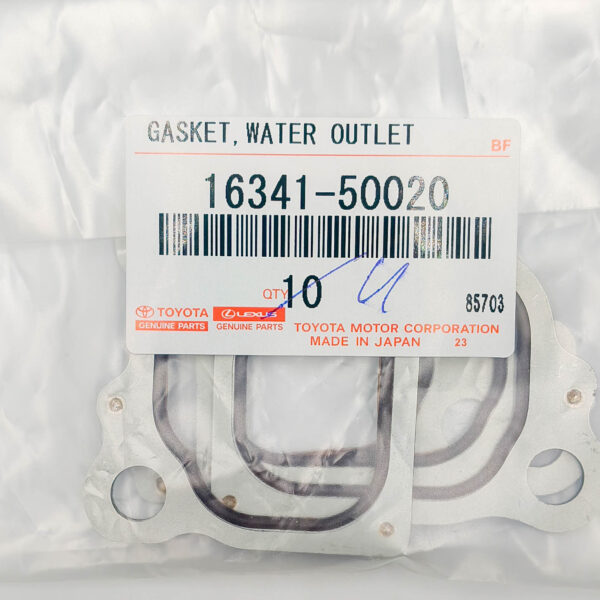 GASKET, WATER OUTLET
BF
16341-50020
QTY 10
85703
TOYOTA
GENUINE PARTS
LEXUS
GENUINE PARTS
TOYOTA MOTOR CORPORATION
MADE IN JAPAN 23